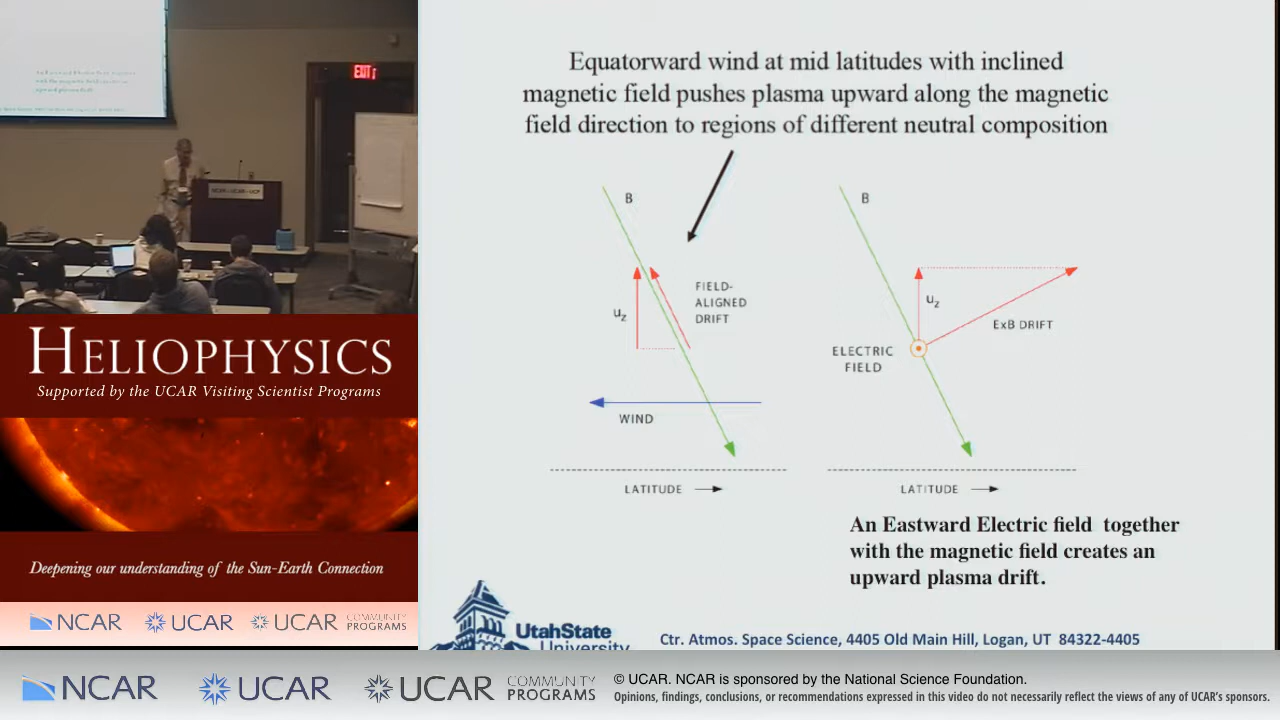 Equatorward wind at mid latitudes with inclined
magnetic field pushes plasma upward along the magnetic
field direction to regions of different neutral composition
B
FIELD-
ALIGNED
DRIFT
uz
WIND
LATITUDE
B
uz
ExB DRIFT
ELECTRIC
FIELD
LATITUDE
An Eastward Electric field together
with the magnetic field creates an
upward plasma drift.
UtahState
University
Ctr. Atmos. Space Science, 4405 Old Main Hill, Logan, UT 84322-4405
EXIT
HELIOPHYSICS
Supported by the UCAR Visiting Scientist Programs
Deepening our understanding of the Sun-Earth Connection
NCAR
UCAR
UCAR
COMMUNITY
PROGRAMS
NCAR
UCAR
UCAR
COMMUNITY
PROGRAMS
© UCAR. NCAR is sponsored by the National Science Foundation.
Opinions, findings, conclusions, or recommendations expressed in this video do not necessarily reflect the views of any of UCAR's sponsors.